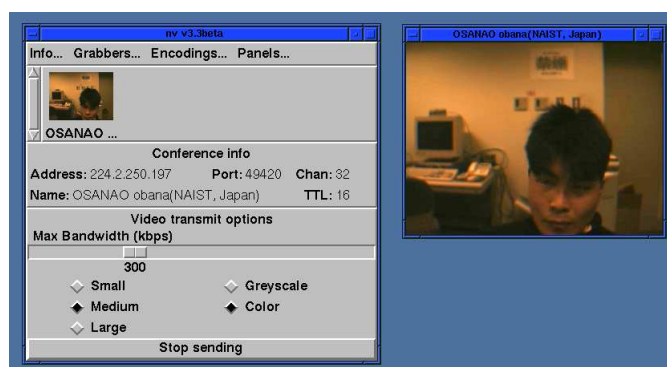 nv v3.3beta
Info... Grabbers... Encodings... Panels...
OSANAO ...
Conference info
Address: 224.2.250.197 Port: 49420 Chan: 32
Name: OSANAO obana(NAIST, Japan) TTL: 16
Video transmit options
Max Bandwidth (kbps)
300
Small Greyscale
Medium Color
Large
Stop sending
OSANAO obana(NAIST, Japan)